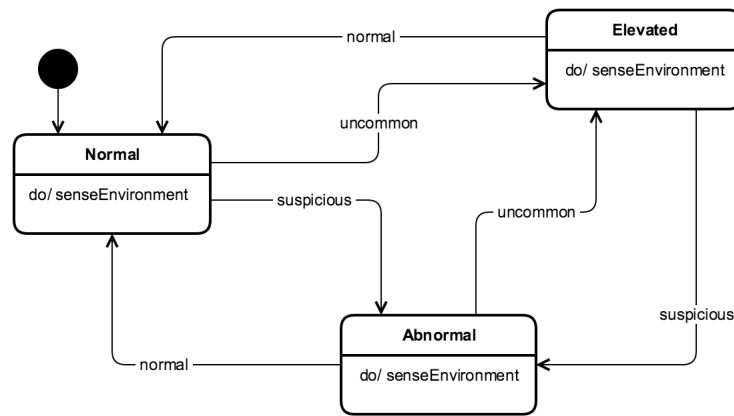 Elevated
do/ senseEnvironment
normal
uncommon
Normal
do/ senseEnvironment
suspicious
uncommon
suspicious
Abnormal
do/ senseEnvironment
normal